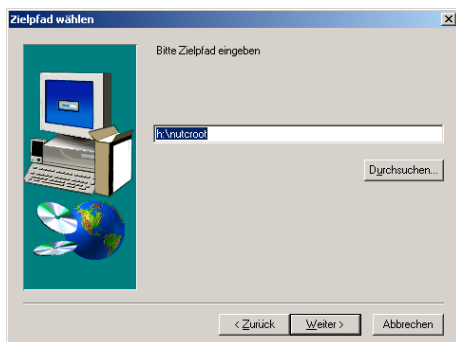 Zielpfad wählen
Bitte Zielpfad eingeben
h:\nutcroot
Durchsuchen...
< Zurück
Weiter >
Abbrechen